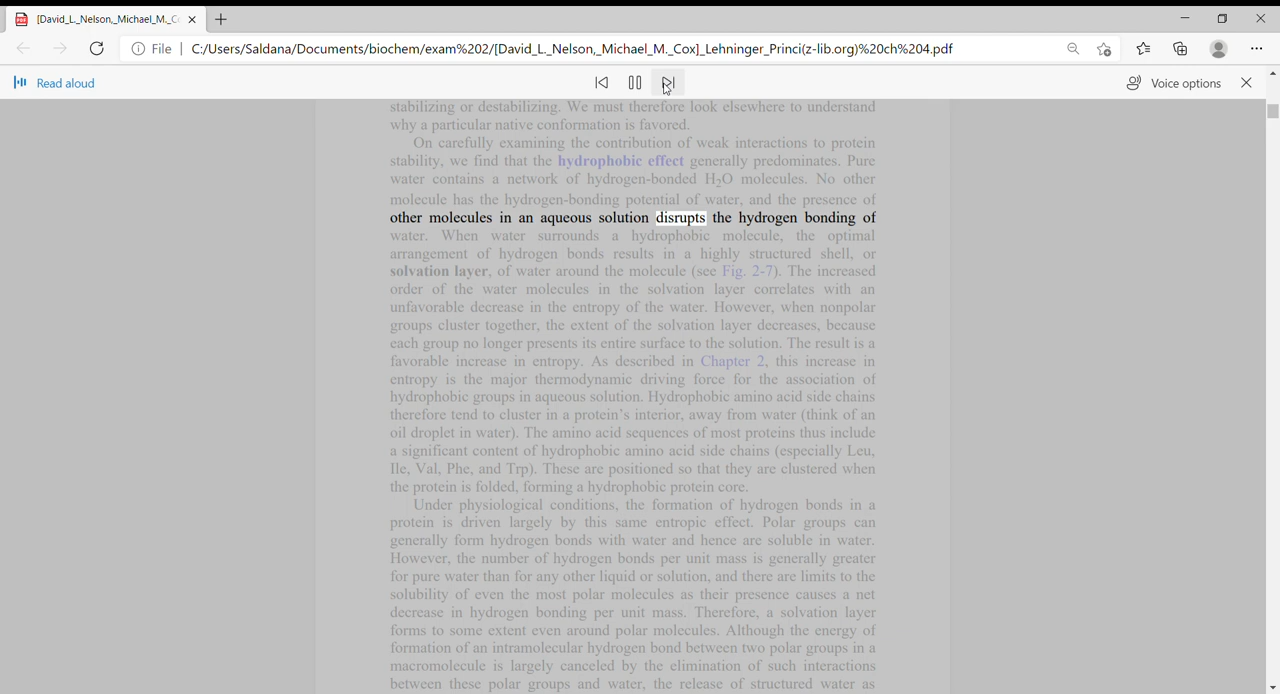 [David_L._Nelson,_Michael_M._C
File | C:/Users/Saldana/Documents/biochem/exam%202/[David_L._Nelson,_Michael_M._Cox]_Lehninger_Princi(z-lib.org)%20ch%204.pdf
Read aloud
Voice options
stabilizing or destabilizing. We must therefore look elsewhere to understand
why a particular native conformation is favored.
On carefully examining the contribution of weak interactions to protein
stability, we find that the hydrophobic effect generally predominates. Pure
water contains a network of hydrogen-bonded H₂O molecules. No other
molecule has the hydrogen-bonding potential of water, and the presence of
other molecules in an aqueous solution disrupts the hydrogen bonding of
water. When water surrounds a hydrophobic molecule, the optimal
arrangement of hydrogen bonds results in a highly structured shell, or
solvation layer, of water around the molecule (see Fig. 2-7). The increased
order of the water molecules in the solvation layer correlates with an
unfavorable decrease in the entropy of the water. However, when nonpolar
groups cluster together, the extent of the solvation layer decreases, because
each group no longer presents its entire surface to the solution. The result is a
favorable increase in entropy. As described in Chapter 2, this increase in
entropy is the major thermodynamic driving force for the association of
hydrophobic groups in aqueous solution. Hydrophobic amino acid side chains
therefore tend to cluster in a protein's interior, away from water (think of an
oil droplet in water). The amino acid sequences of most proteins thus include
a significant content of hydrophobic amino acid side chains (especially Leu,
Ile, Val, Phe, and Trp). These are positioned so that they are clustered when
the protein is folded, forming a hydrophobic protein core.
Under physiological conditions, the formation of hydrogen bonds in a
protein is driven largely by this same entropic effect. Polar groups can
generally form hydrogen bonds with water and hence are soluble in water.
However, the number of hydrogen bonds per unit mass is generally greater
for pure water than for any other liquid or solution, and there are limits to the
solubility of even the most polar molecules as their presence causes a net
decrease in hydrogen bonding per unit mass. Therefore, a solvation layer
forms to some extent even around polar molecules. Although the energy of
formation of an intramolecular hydrogen bond between two polar groups in a
macromolecule is largely canceled by the elimination of such interactions
between these polar groups and water, the release of structured water as